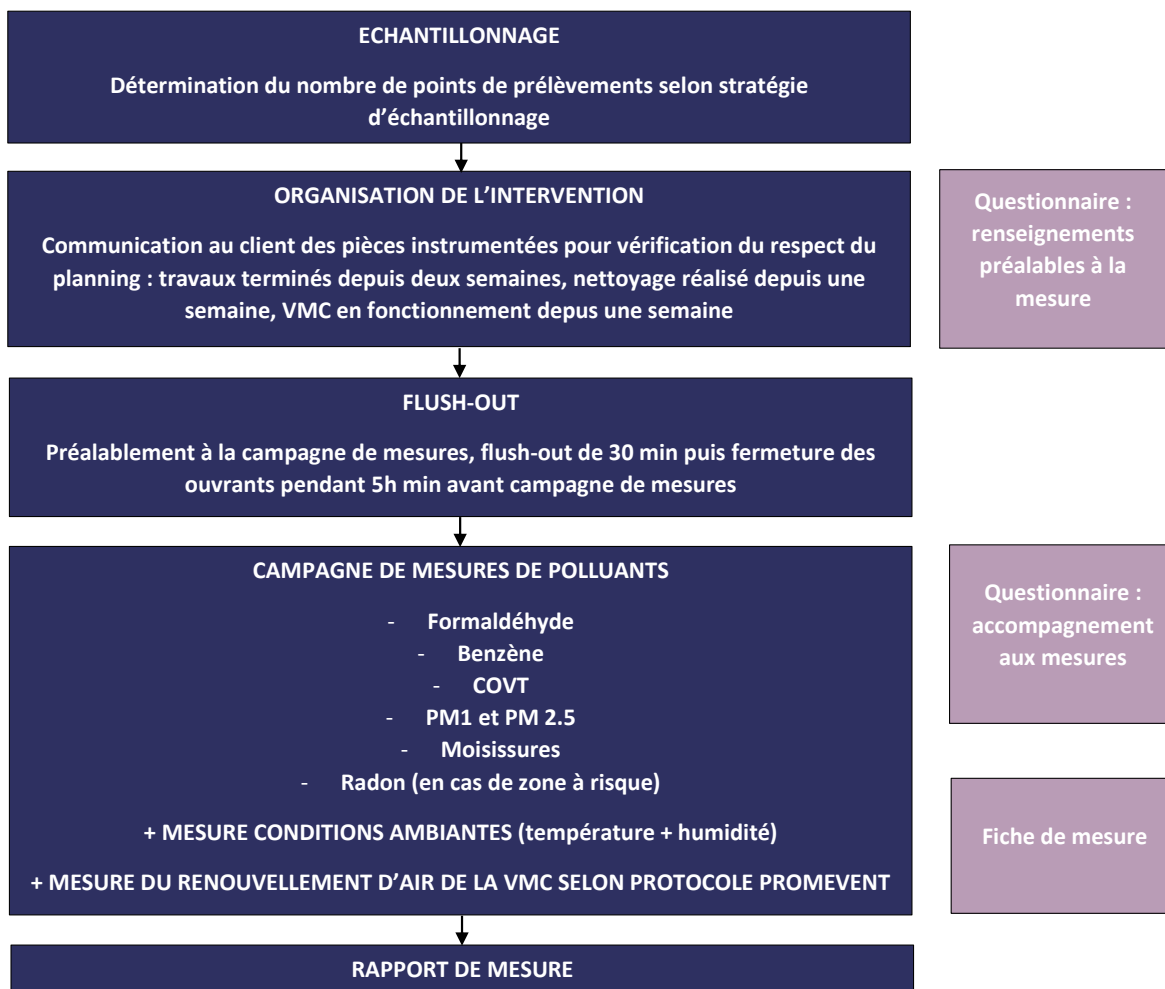 ECHANTILLONNAGE
Détermination du nombre de points de prélèvements selon stratégie
d’échantillonnage
ORGANISATION DE L’INTERVENTION
Communication au client des pièces instrumentées pour vérification du respect du
planning : travaux terminés depuis deux semaines, nettoyage réalisé depuis une
semaine, VMC en fonctionnement depus une semaine
Questionnaire :
renseignements
préalables à la
mesure
FLUSH-OUT
Préalablement à la campagne de mesures, flush-out de 30 min puis fermeture des
ouvrants pendant 5h min avant campagne de mesures
CAMPAGNE DE MESURES DE POLLUANTS
- Formaldéhyde
- Benzène
- COVT
- PM1 et PM 2.5
- Moisissures
- Radon (en cas de zone à risque)
+ MESURE CONDITIONS AMBIANTES (température + humidité)
+ MESURE DU RENOUVELLEMENT D’AIR DE LA VMC SELON PROTOCOLE PROMEVENT
Questionnaire :
accompagnement
aux mesures
Fiche de mesure
RAPPORT DE MESURE